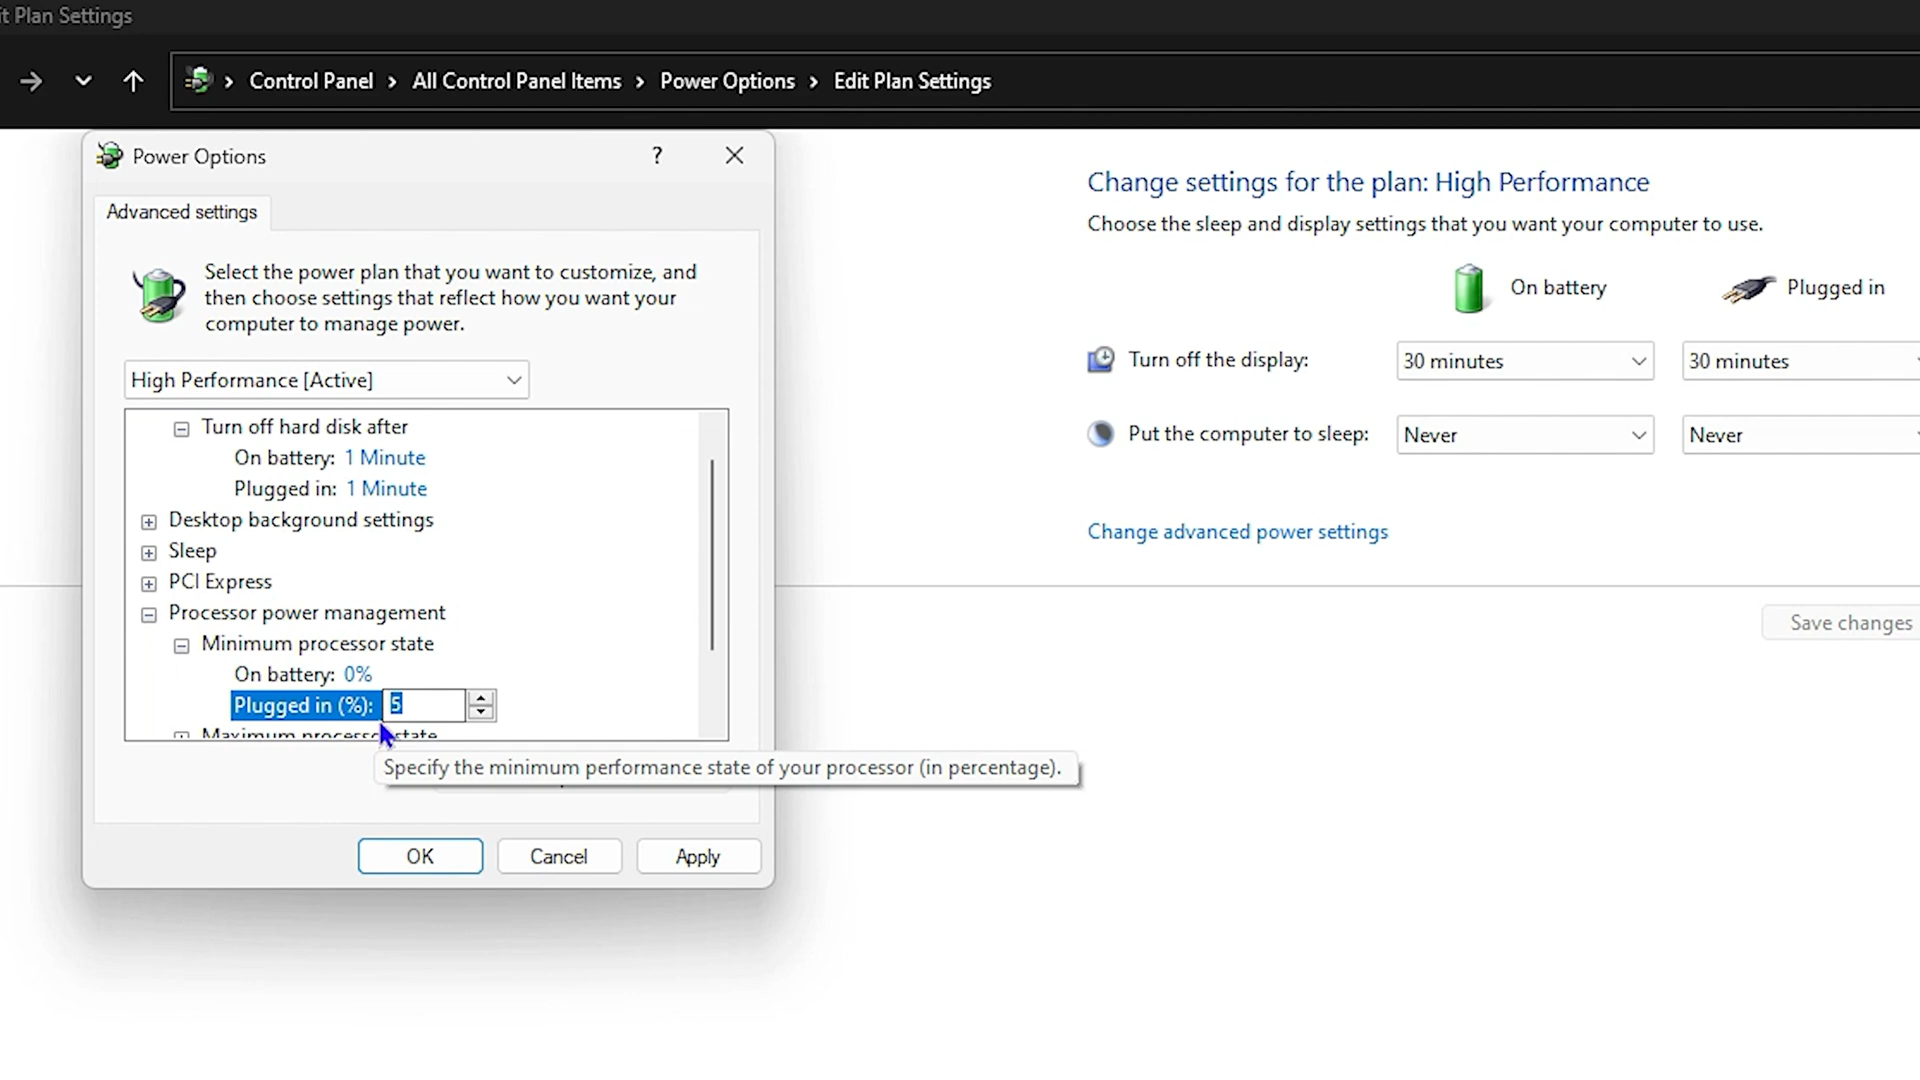 it Plan Settings
Control Panel > All Control Panel Items > Power Options > Edit Plan Settings
Power Options
?
Advanced settings
Select the power plan that you want to customize, and
then choose settings that reflect how you want your
computer to manage power.
High Performance [Active]
Turn off hard disk after
On battery: 1 Minute
Plugged in: 1 Minute
Desktop background settings
Sleep
PCI Express
Processor power management
Minimum processor state
On battery: 0%
Plugged in (%): 5
Maximum processor state
Specify the minimum performance state of your processor (in percentage).
OK
Cancel
Apply
Change settings for the plan: High Performance
Choose the sleep and display settings that you want your computer to use.
On battery
Plugged in
Turn off the display: 30 minutes 30 minutes
Put the computer to sleep: Never Never
Change advanced power settings
Save changes